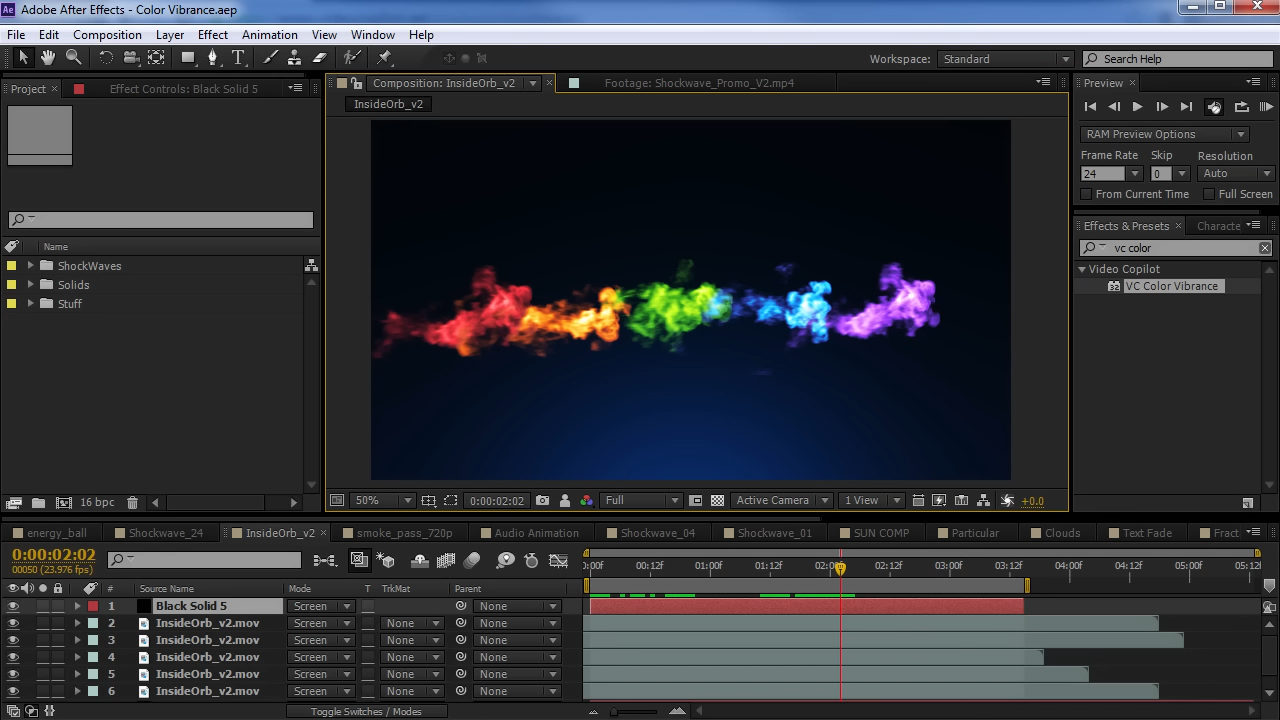 Ae Adobe After Effects - Color Vibrance.aep
File Edit Composition Layer Effect Animation View Window Help
Workspace: Standard Search Help
Project × Effect Controls: Black Solid 5
Composition: InsideOrb_v2 × Footage: Shockwave_Promo_V2.mp4
InsideOrb_v2
Name
ShockWaves
Solids
Stuff
16 bpc
50% 0:00:02:02 Full Active Camera 1 View +0.0
Preview ×
RAM Preview Options
Frame Rate Skip Resolution
24 0 Auto
From Current Time Full Screen
Effects & Presets × Characte
vc color
Video Copilot
32 VC Color Vibrance
energy_ball Shockwave_24 InsideOrb_v2 × smoke_pass_720p Audio Animation Shockwave_04 Shockwave_01 SUN COMP Particular Clouds Text Fade Fract
0:00:02:02
00050 (23.976 fps)
):00f 00:12f 01:00f 01:12f 02:00f 02:12f 03:00f 03:12f 04:00f 04:12f 05:00f 05:12
# Source Name Mode T TrkMat Parent
1 Black Solid 5 Screen None
2 InsideOrb_v2.mov Screen None None
3 InsideOrb_v2.mov Screen None None
4 InsideOrb_v2.mov Screen None None
5 InsideOrb_v2.mov Screen None None
6 InsideOrb_v2.mov Screen None None
Toggle Switches / Modes